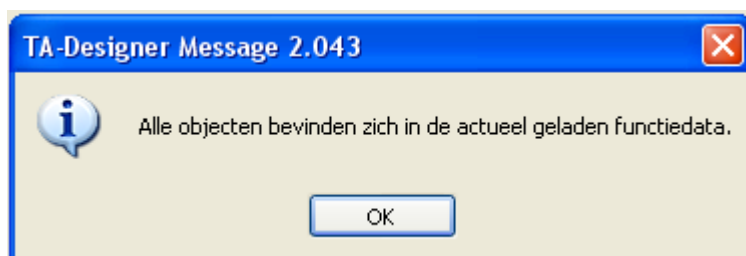 TA-Designer Message 2.043
Alle objecten bevinden zich in de actueel geladen functiedata.
OK